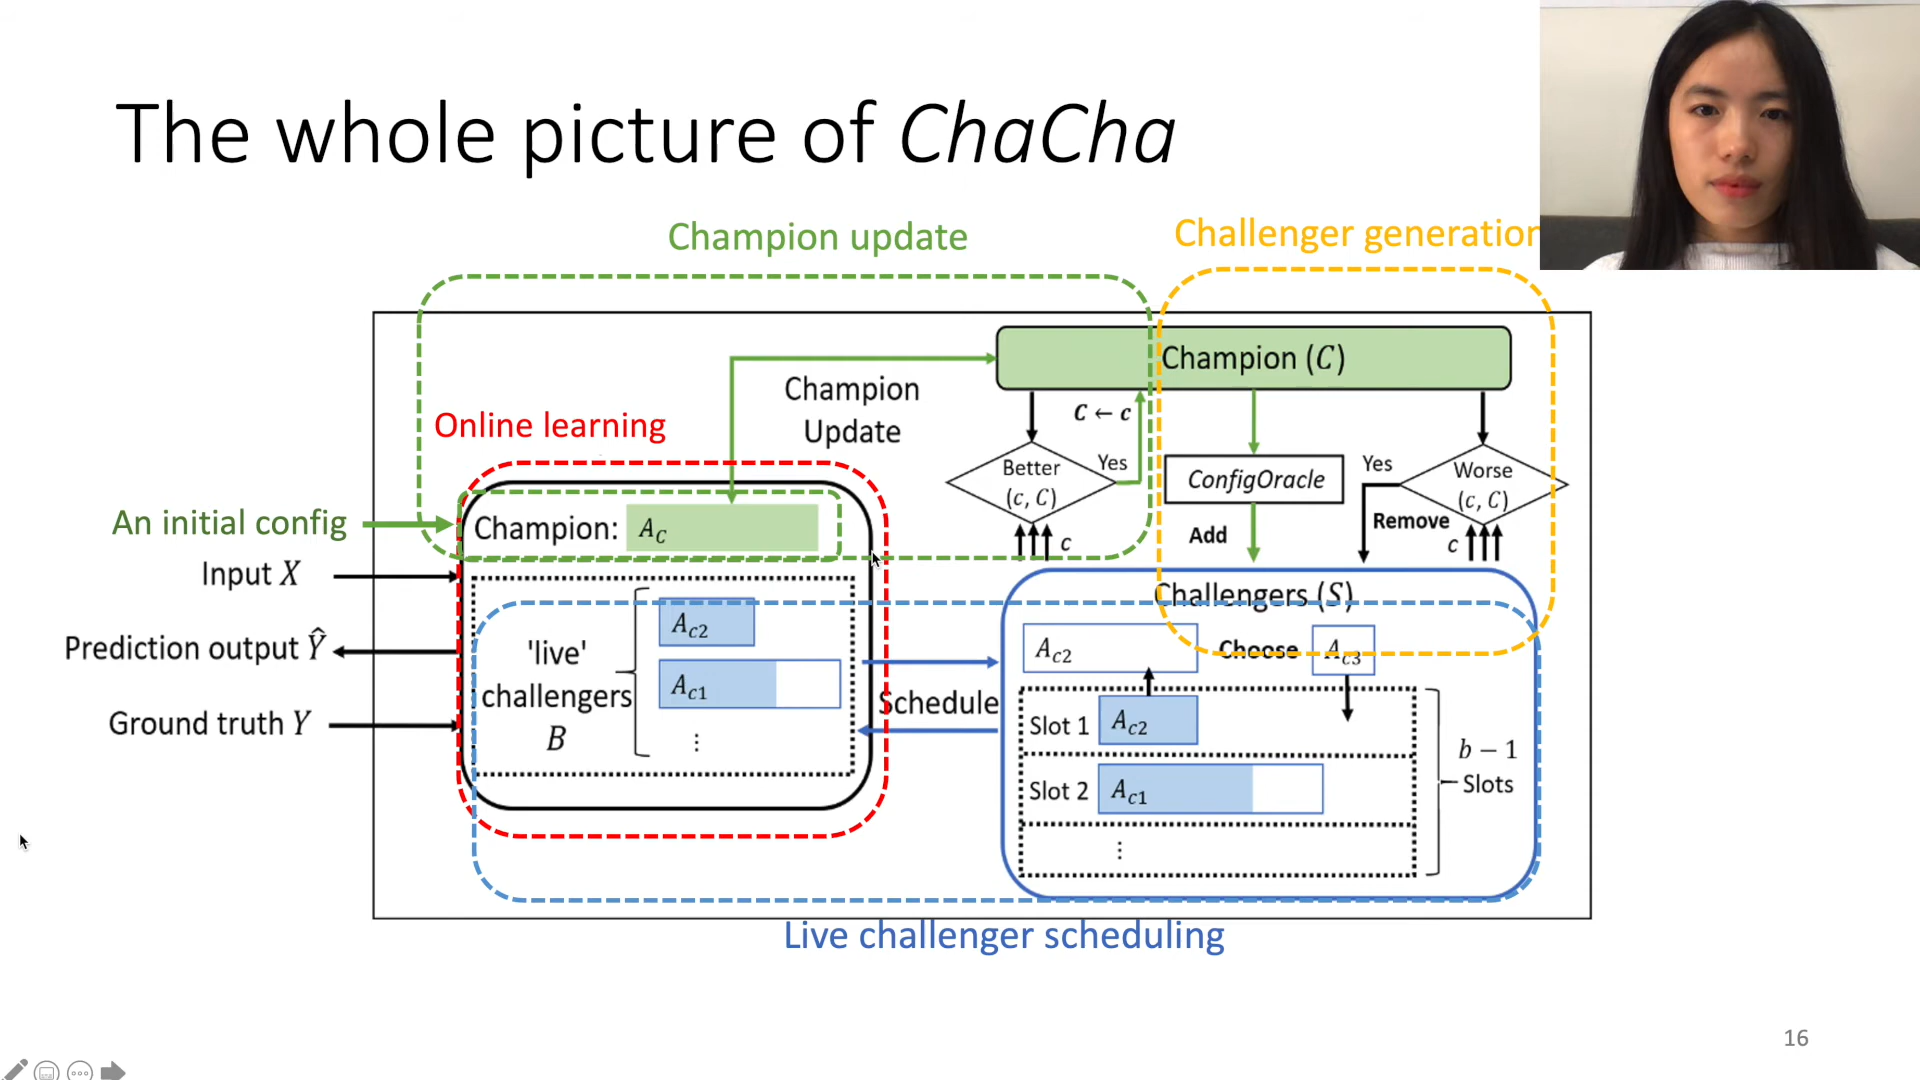 The whole picture of ChaCha
Champion update
Challenger generation
Champion (C)
Champion
Update
C ← c
Online learning
Better
(c, C)
Yes
ConfigOracle
Yes
Worse
(c, C)
Remove
Add
c
c
An initial config
Champion: A_C
Input X
Challengers (S)
'live'
challengers
B
A_c2
A_c1
⋮
Prediction output Ŷ
Ground truth Y
Schedule
A_c2
Choose
A_c3
Slot 1
A_c2
Slot 2
A_c1
⋮
b − 1
Slots
Live challenger scheduling
16